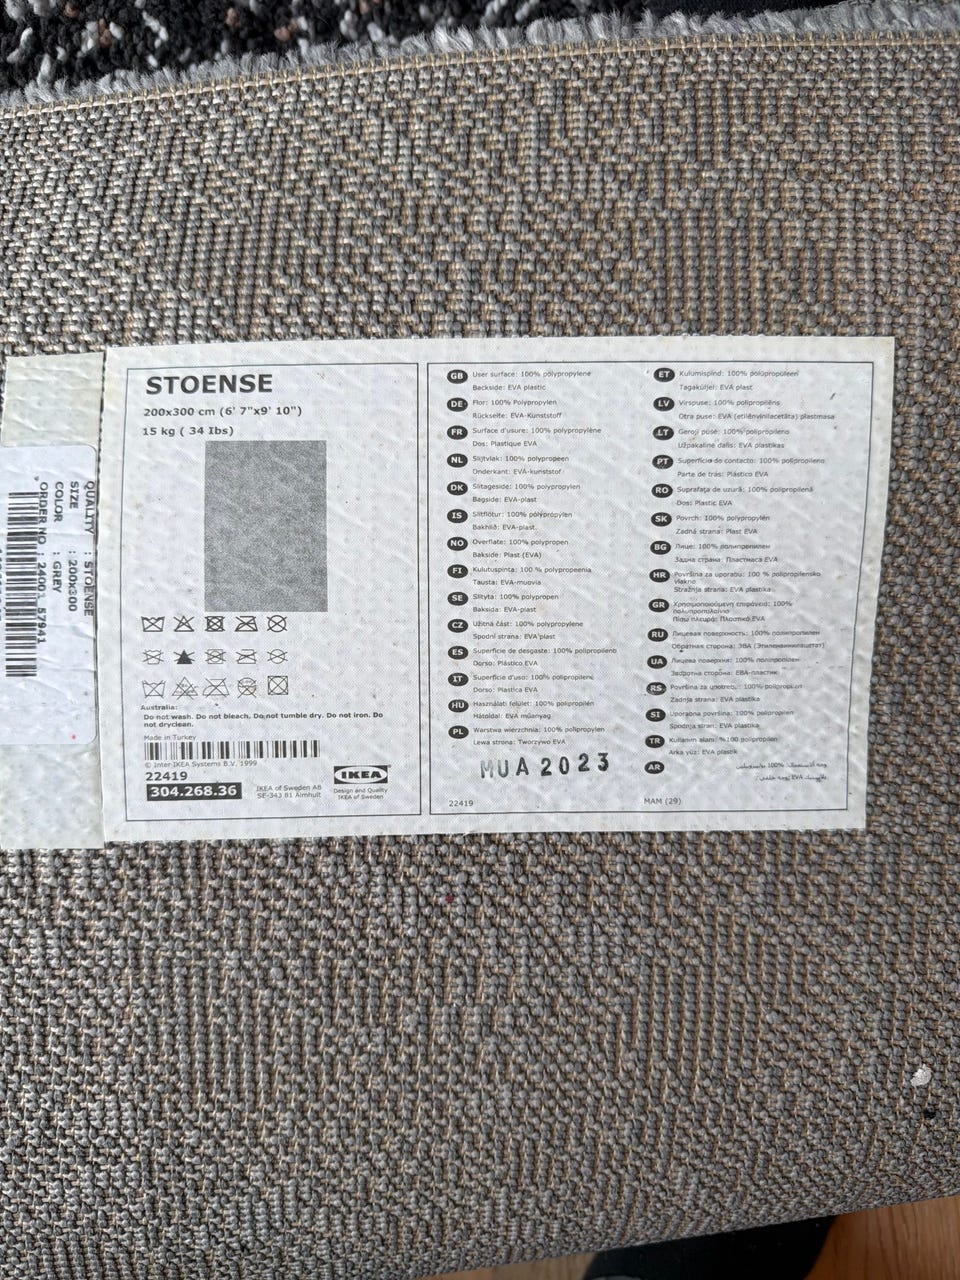 STOENSE
200x300 cm (6' 7"x9' 10")
15 kg ( 34 Ibs)
Australia:
Do not wash. Do not bleach. Do not tumble dry. Do not iron. Do
not dryclean.
Made in Turkey
© Inter IKEA Systems B.V. 1999
22419
304.268.36
IKEA of Sweden AB
SE-343 81 Älmhult
IKEA
Design and Quality
IKEA of Sweden
GB User surface: 100% polypropylene
Backside: EVA plastic
DE Flor: 100% Polypropylen
Rückseite: EVA-Kunststoff
FR Surface d'usure: 100% polypropylène
Dos: Plastique EVA
NL Slijtvlak: 100% polypropeen
Onderkant: EVA-kunststof
DK Slitageside: 100% polypropylen
Bagside: EVA-plast
IS Slitflötur: 100% pólýprópýlen
Bakhlið: EVA-plast.
NO Overflate: 100% polypropen
Bakside: Plast (EVA)
FI Kulutuspinta: 100 % polypropeenia
Tausta: EVA-muovia
SE Slityta: 100% polypropen
Baksida: EVA-plast
CZ Užitná část: 100% polypropylene
Spodní strana: EVA plast
ES Superficie de desgaste: 100% polipropileno
Dorso: Plástico EVA
IT Superficie d'uso: 100% polipropilene
Dorso: Plastica EVA
HU Használati felület: 100% polipropilén
Hátoldal: EVA műanyag
PL Warstwa wierzchnia: 100% polipropylen
Lewa strona: Tworzywo EVA
MUA 2023
22419
ET Kulumispind: 100% polüpropüleen
Tagaküljel: EVA plast
LV Virspuse: 100% polipropilēns
Otra puse: EVA (etilēnvinilacetāta) plastmasa
LT Geroji pusė: 100% polipropileno
Užpakalinė dalis: EVA plastikas
PT Superfície de contacto: 100% polipropileno
Parte de trás: Plástico EVA
RO Suprafaţa de uzură: 100% polipropilenă
Dos: Plastic EVA
SK Povrch: 100% polypropylén
Zadná strana: Plast EVA
BG Лице: 100% полипропилен
Задна страна: Пластмаса EVA
HR Površina za uporabu: 100 % polipropilensko
vlakno
Stražnja strana: EVA plastika
GR Χρησιμοποιούμενη επιφάνεια: 100%
πολυπροπυλένιο
Πίσω πλευρά: Πλαστικό EVA
RU Лицевая поверхность: 100% полипропилен
Обратная сторона: ЭВА (Этиленвинилацетат)
UA Лицева поверхня: 100% поліпропілен
Зворотна сторона: ЕВА-пластик
RS Površina za upotrebu: 100% polipropilen
Zadnja strana: EVA plastika
SI Uporabna površina: 100% polipropilen
Spodnja stran: EVA plastika
TR Kullanım alanı: %100 polipropilen
Arka yüz: EVA plastik
AR
MAM (29)
QUALITY : STOENSE
SIZE : 200x300
COLOR : GREY
ORDER NO : 24001 57941